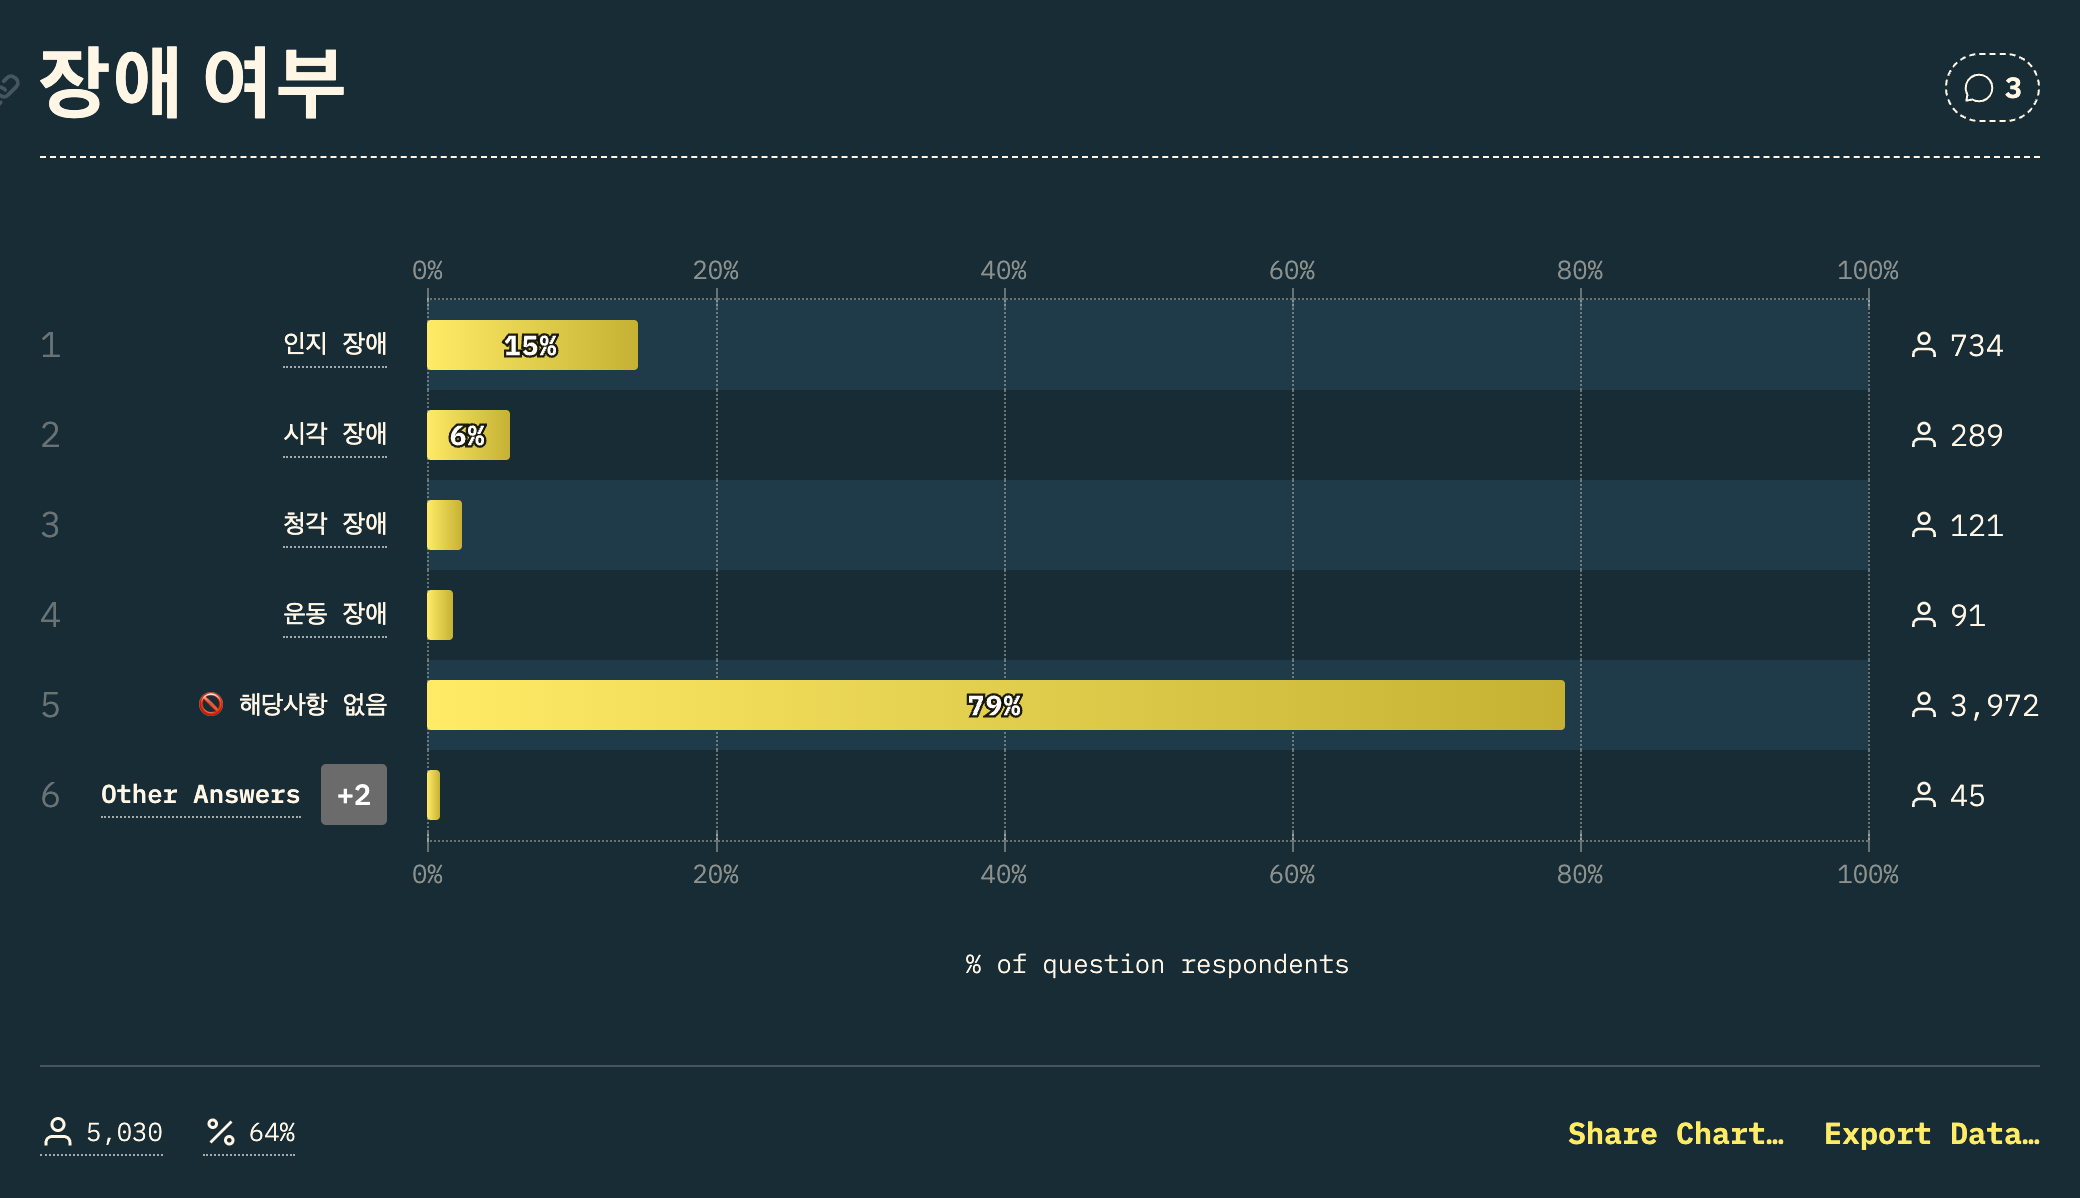 장애 여부
3
0% 20% 40% 60% 80% 100%
1 인지 장애 15% 734
2 시각 장애 6% 289
3 청각 장애 121
4 운동 장애 91
5 🚫 해당사항 없음 79% 3,972
6 Other Answers +2 45
0% 20% 40% 60% 80% 100%
% of question respondents
5,030 % 64% Share Chart… Export Data…